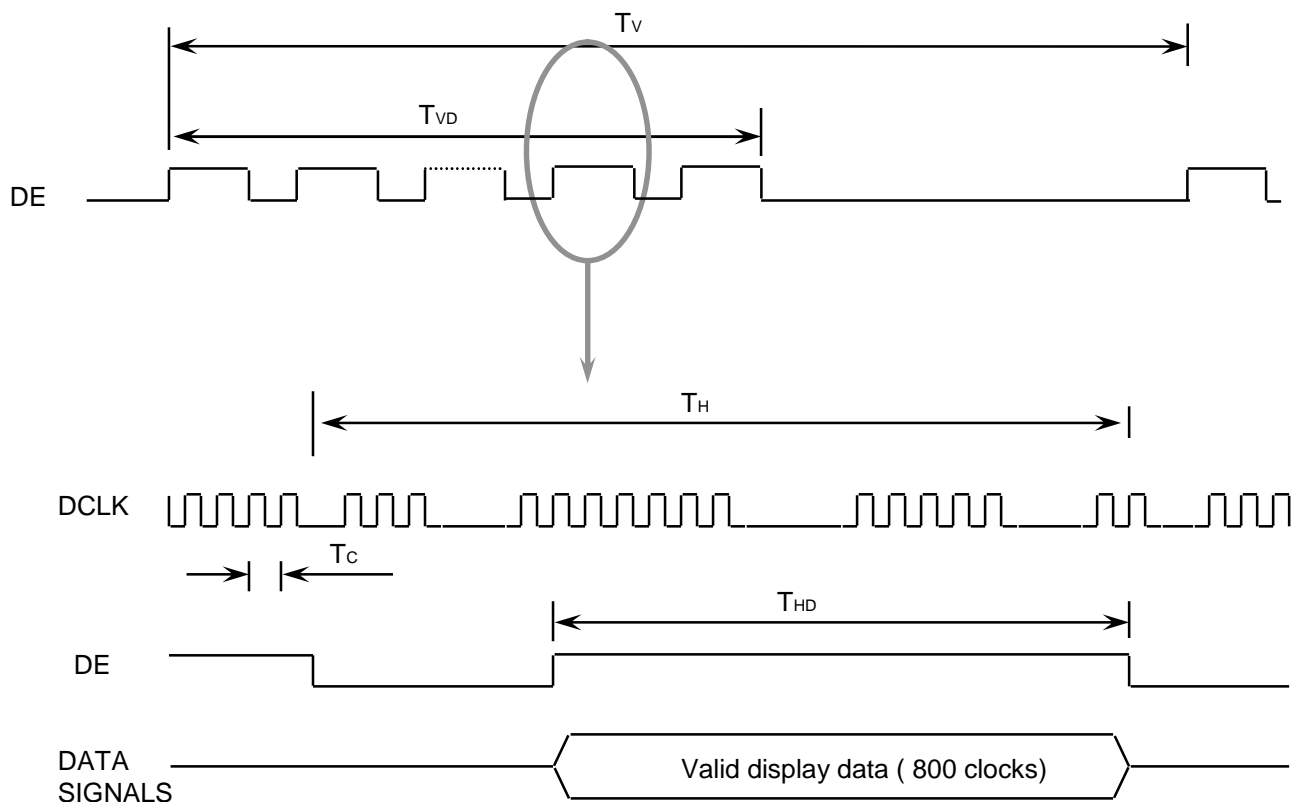 TV
TVD
DE
TH
DCLK
TC
THD
DE
DATA
SIGNALS
Valid display data ( 800 clocks)